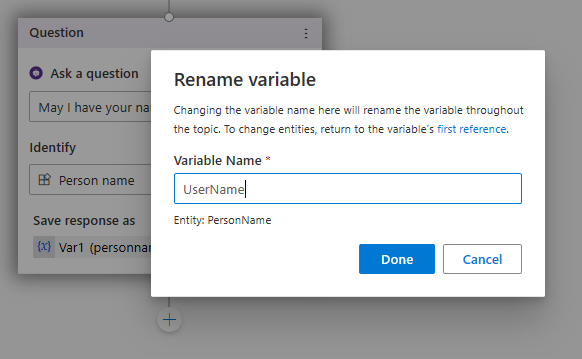 Question
Ask a question
May I have your
Identify
Person name
Save response as
{x} Var1
Rename variable
Changing the variable name here will rename the variable throughout
the topic. To change entities, return to the variable's first reference.
Variable Name *
UserName
Entity: PersonName
Done
Cancel